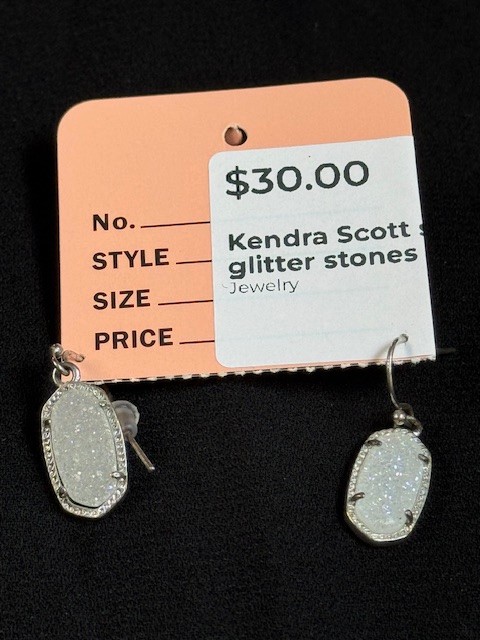 $30.00
No.
Kendra Scott s
STYLE
glitter stones
SIZE
Jewelry
PRICE